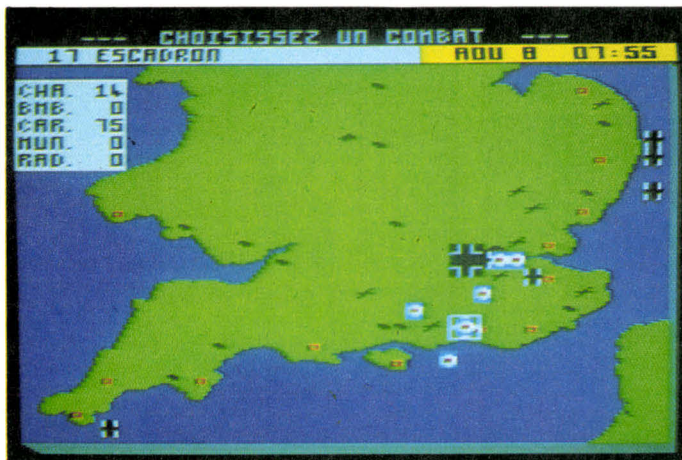 --- CHOISISSEZ UN COMBAT ---
17 ESCADRON AOU 8 07:55
CHA. 14
BMB. 0
CAR. 75
MUN. 0
RAD. 0